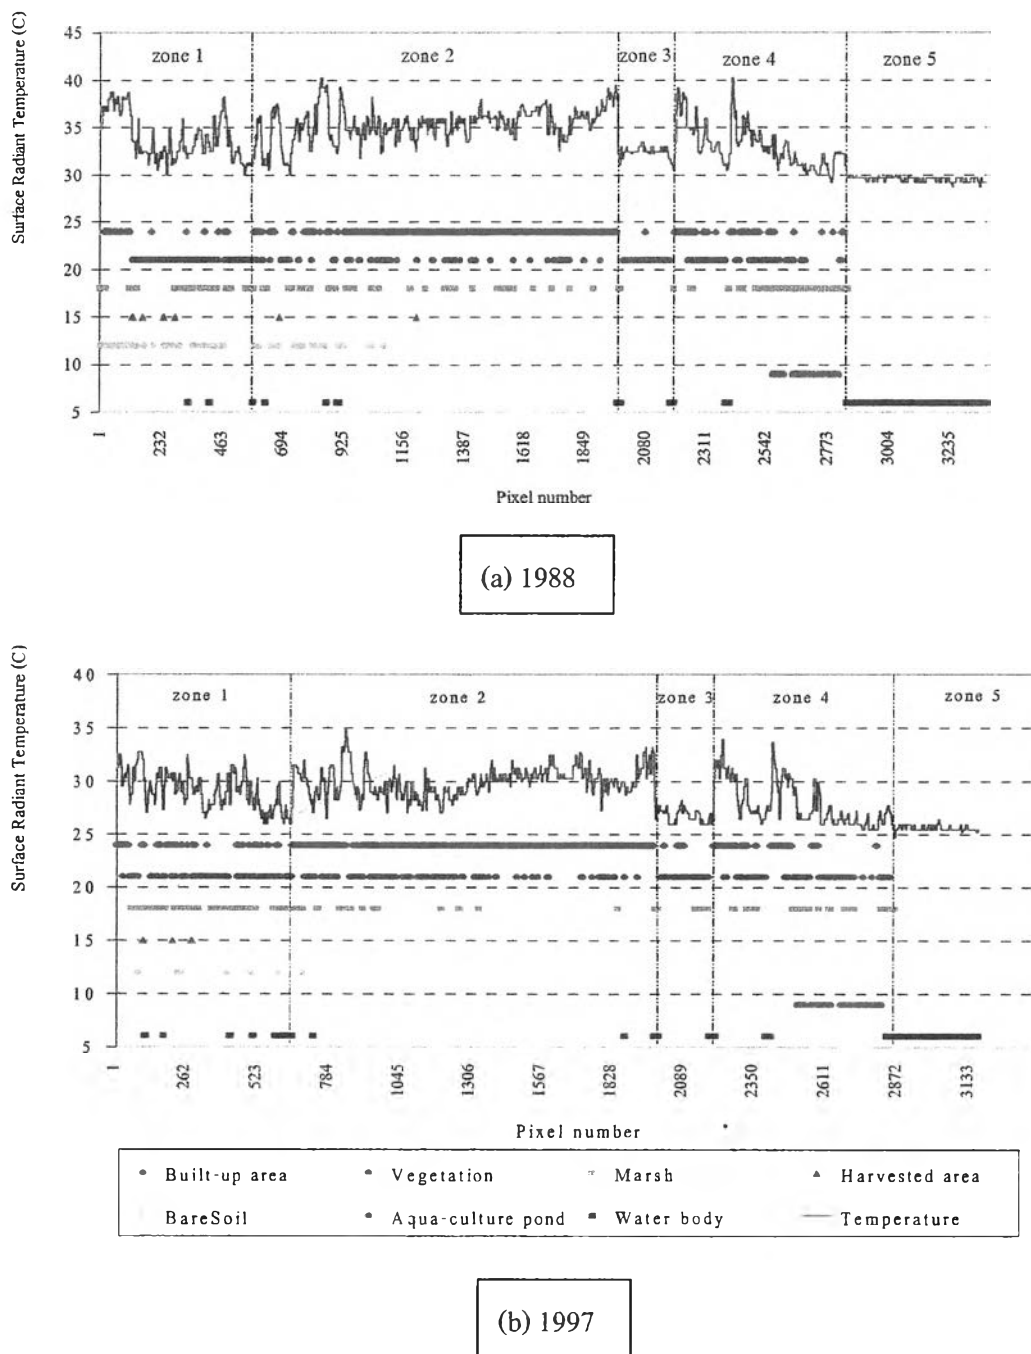 Surface Radiant Temperature (C)
45
40
35
30
25
20
15
10
5
zone 1
zone 2
zone 3
zone 4
zone 5
1
232
463
694
925
1156
1387
1618
1849
2080
2311
2542
2773
3004
3235
Pixel number
(a) 1988
Surface Radiant Temperature (C)
40
35
30
25
20
15
10
5
zone 1
zone 2
zone 3
zone 4
zone 5
1
262
523
784
1045
1306
1567
1828
2089
2350
2611
2872
3133
Pixel number
Built-up area
Vegetation
Marsh
Harvested area
BareSoil
Aqua-culture pond
Water body
Temperature
(b) 1997